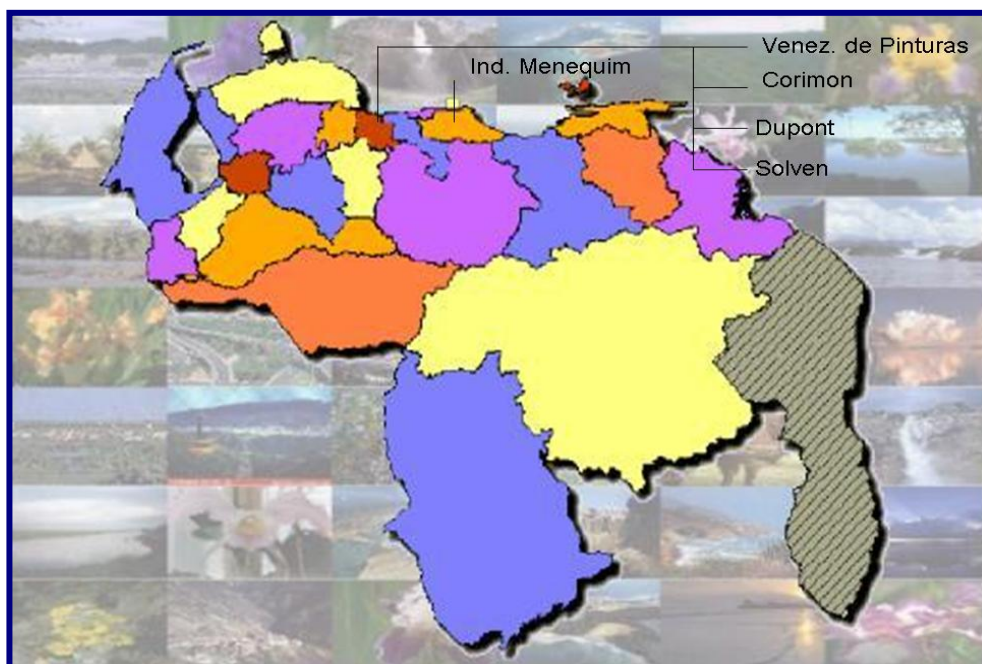 Venez. de Pinturas
Ind. Menequim
Corimon
Dupont
Solven